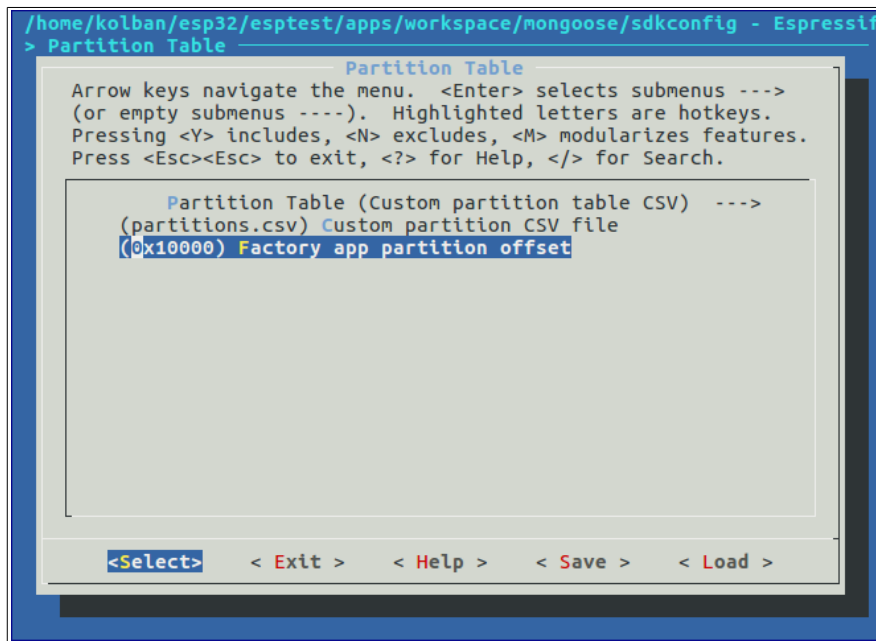 /home/kolban/esp32/esptest/apps/workspace/mongoose/sdkconfig - Espressif
> Partition Table
Partition Table
Arrow keys navigate the menu. <Enter> selects submenus --->
(or empty submenus ----). Highlighted letters are hotkeys.
Pressing <Y> includes, <N> excludes, <M> modularizes features.
Press <Esc><Esc> to exit, <?> for Help, </> for Search.
Partition Table (Custom partition table CSV) --->
(partitions.csv) Custom partition CSV file
(0x10000) Factory app partition offset
<Select> < Exit > < Help > < Save > < Load >